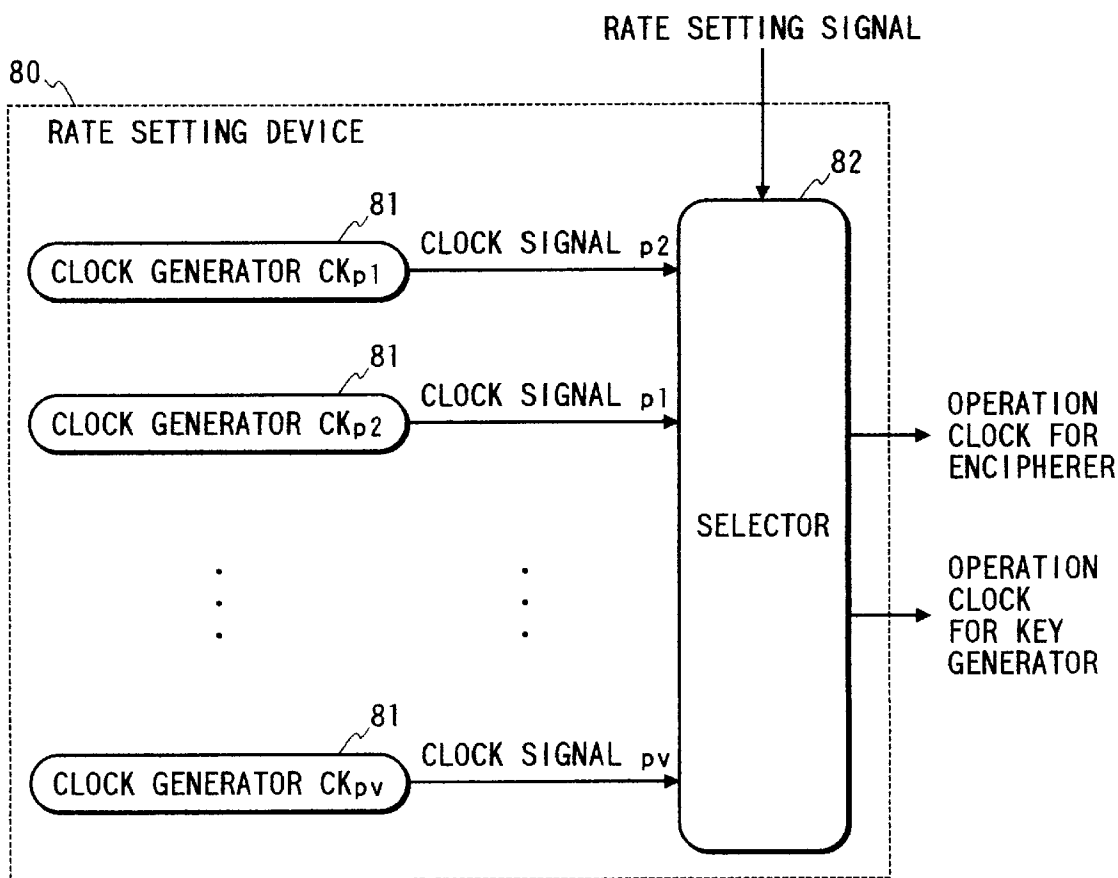 RATE SETTING SIGNAL
80
RATE SETTING DEVICE
82
81
CLOCK GENERATOR CKp1
CLOCK SIGNAL p2
81
CLOCK GENERATOR CKp2
CLOCK SIGNAL p1
OPERATION
CLOCK FOR
ENCIPHERER
SELECTOR
OPERATION
CLOCK
FOR KEY
GENERATOR
81
CLOCK GENERATOR CKpv
CLOCK SIGNAL pv